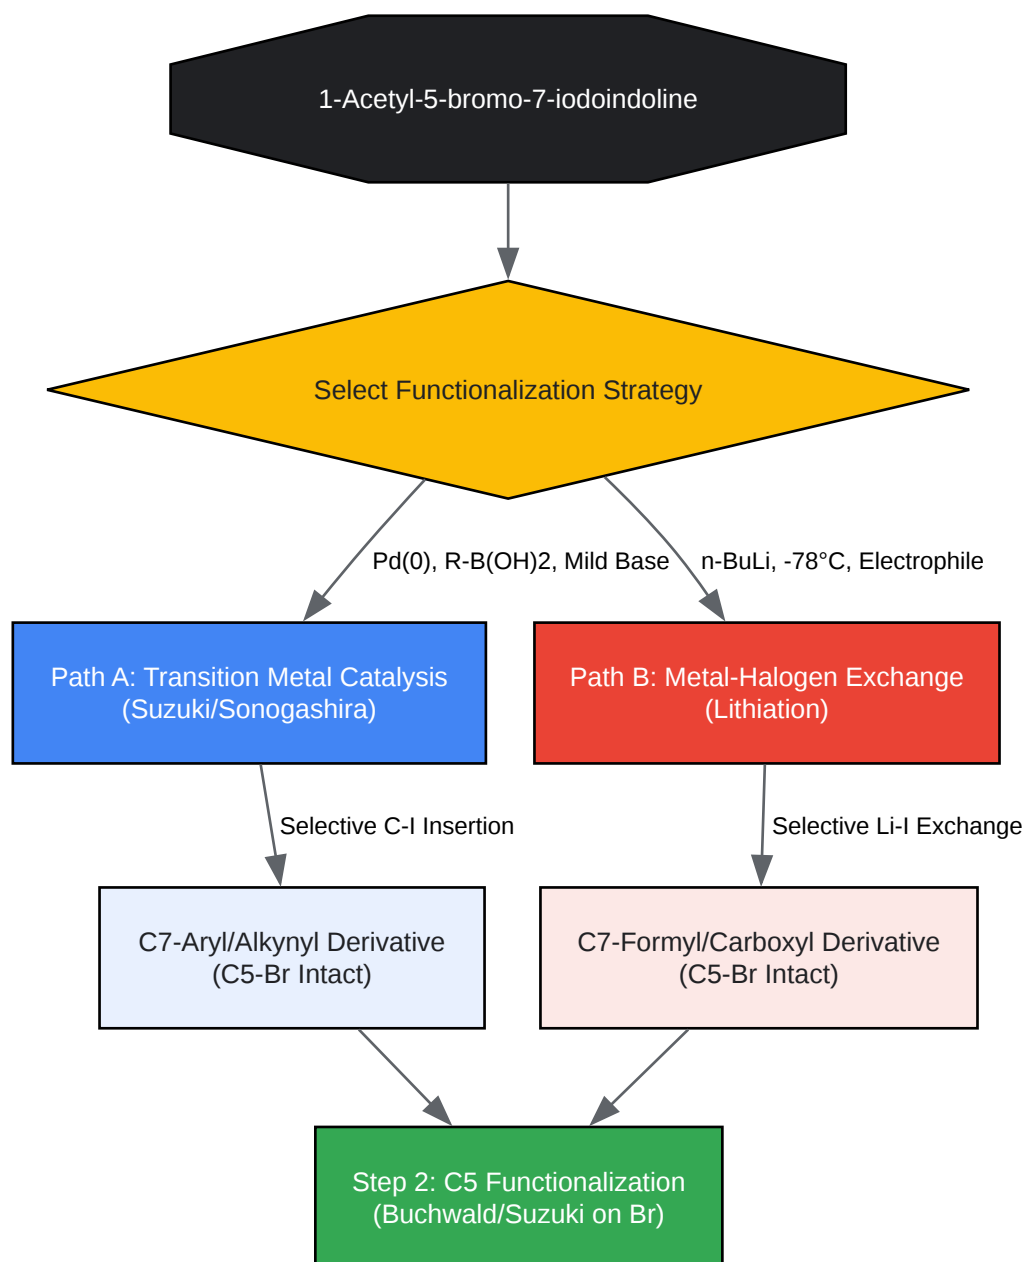 1-Acetyl-5-bromo-7-iodoindoline
Select Functionalization Strategy
Pd(0), R-B(OH)2, Mild Base
n-BuLi, -78°C, Electrophile
Path A: Transition Metal Catalysis
(Suzuki/Sonogashira)
Path B: Metal-Halogen Exchange
(Lithiation)
Selective C-I Insertion
Selective Li-I Exchange
C7-Aryl/Alkynyl Derivative
(C5-Br Intact)
C7-Formyl/Carboxyl Derivative
(C5-Br Intact)
Step 2: C5 Functionalization
(Buchwald/Suzuki on Br)